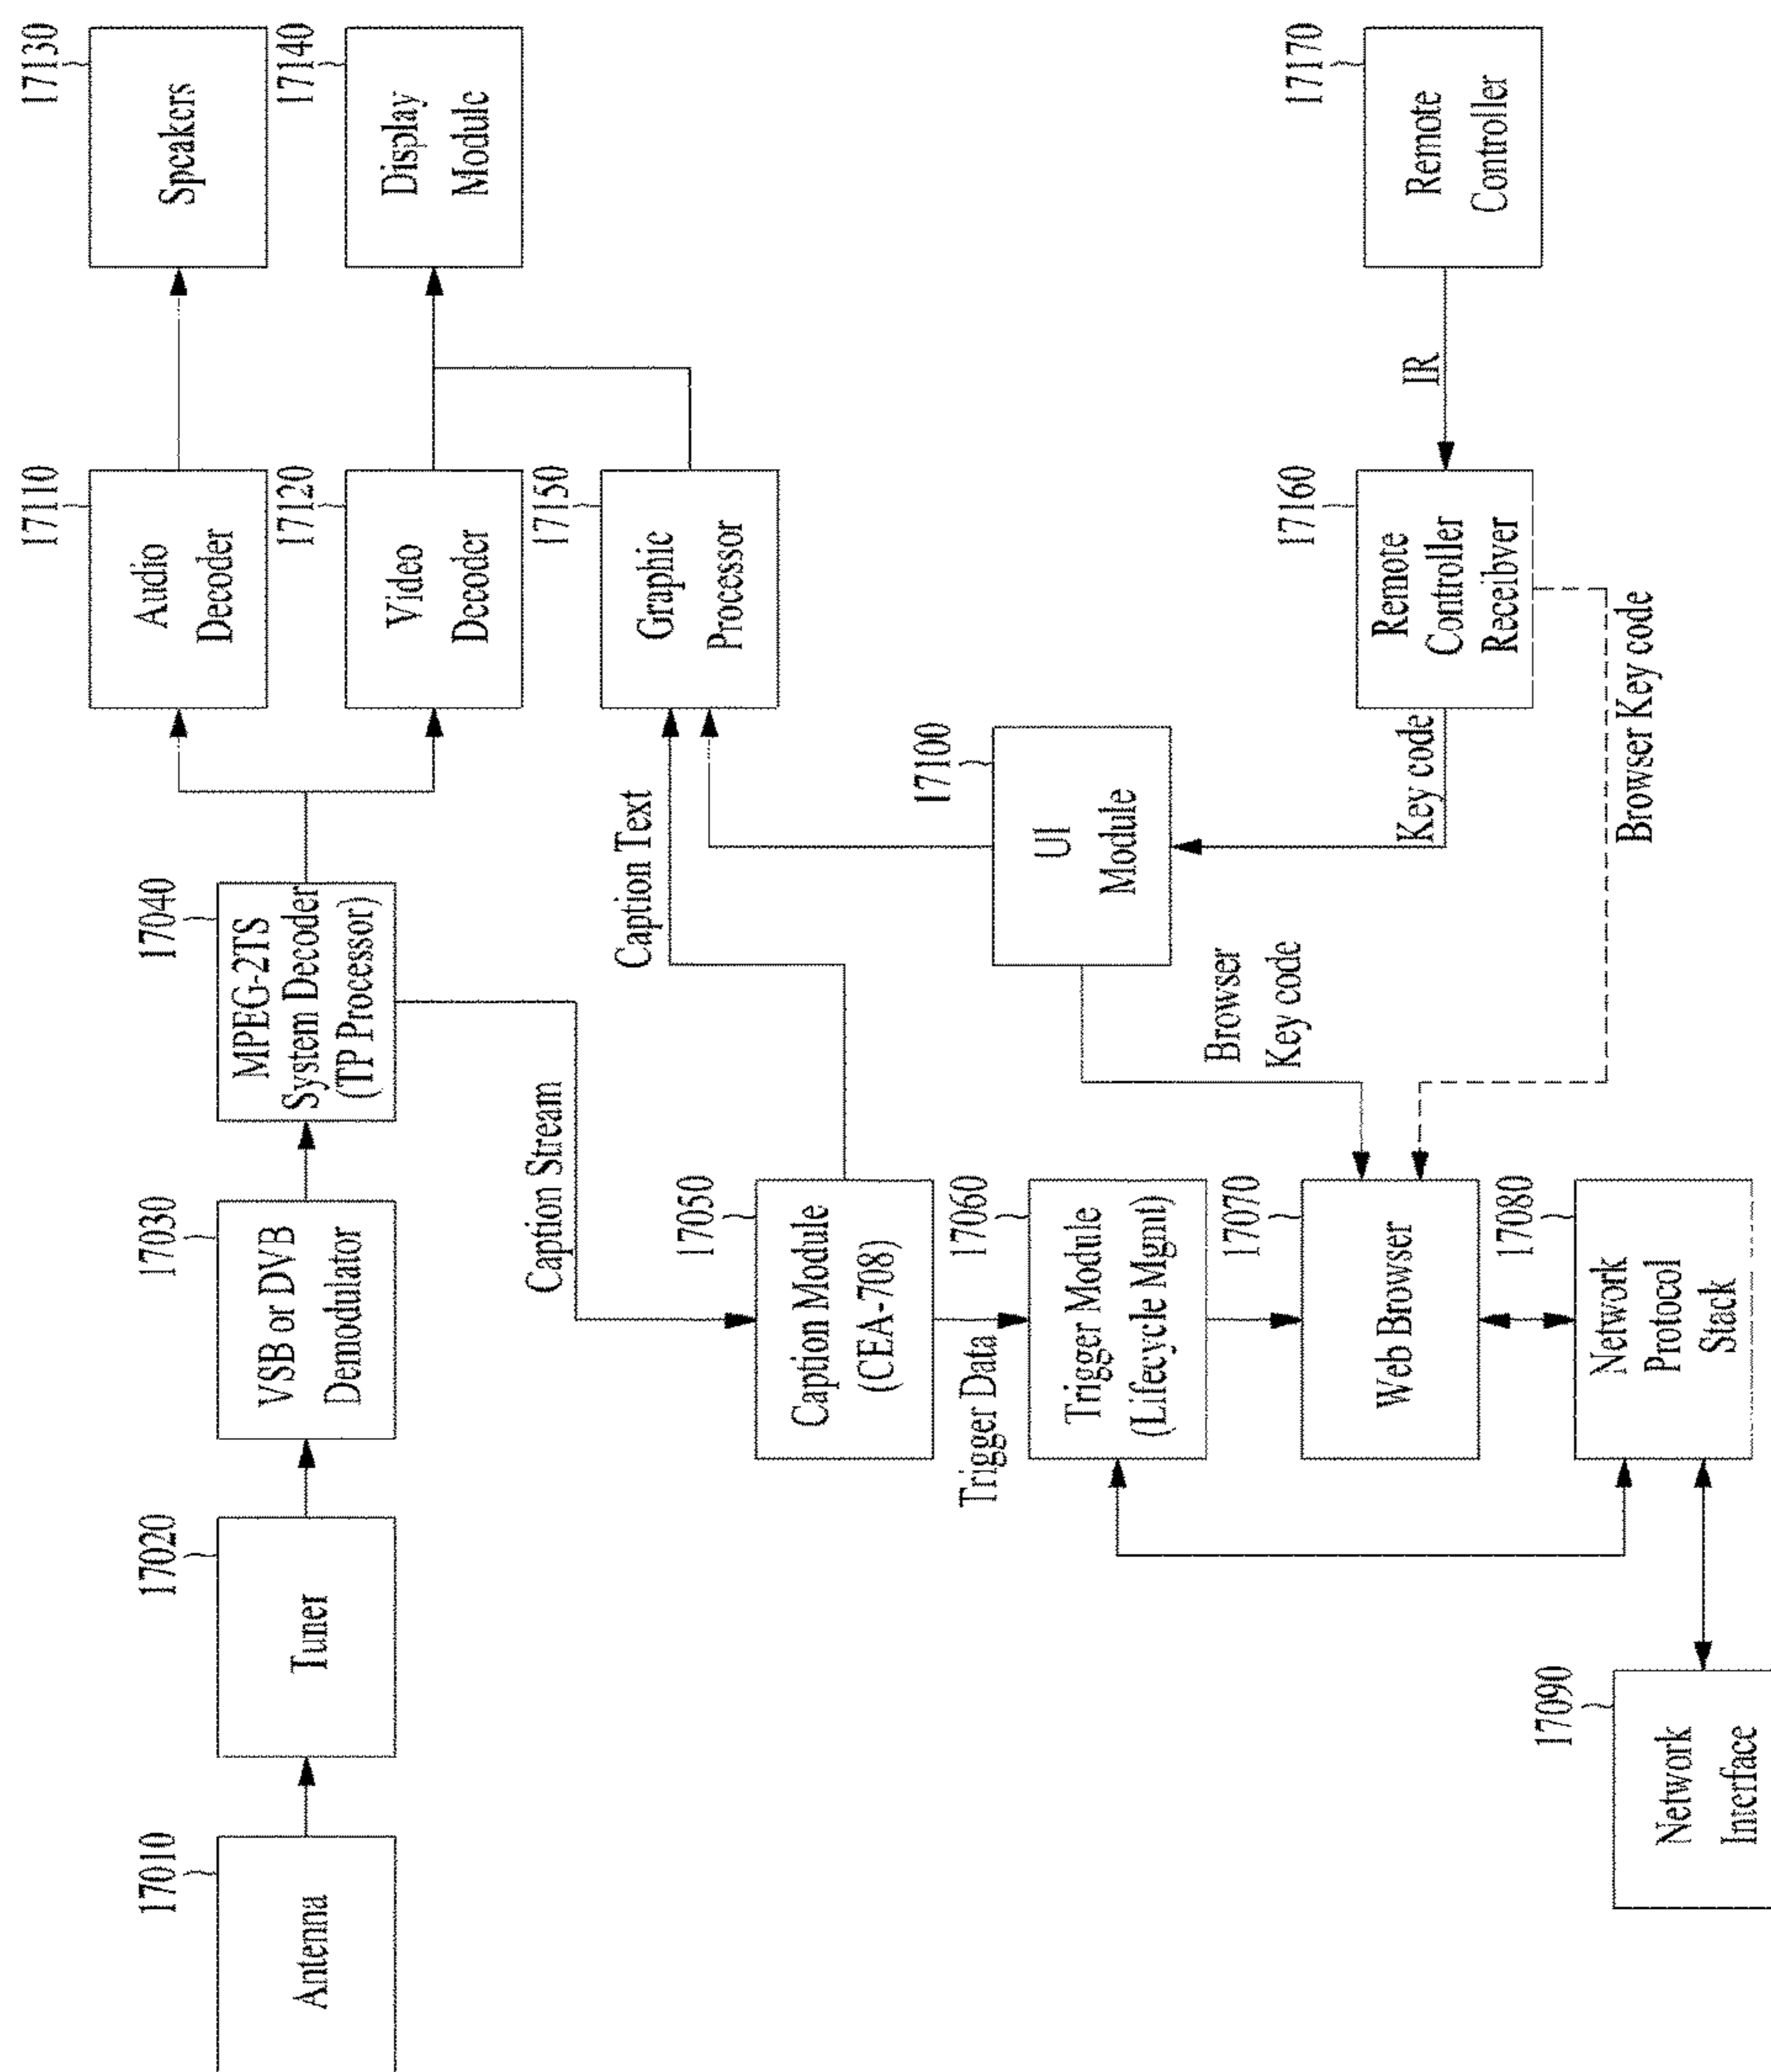 17010
Antenna
17020
Tuner
17030
VSB or DVB
Demodulator
17040
MPEG-2TS
System Decoder
(TP Processor)
17110
Audio
Decoder
17130
Speakers
17120
Video
Decoder
17140
Display
Module
17150
Graphic
Processor
Caption Stream
Caption Text
17050
Caption Module
(CEA-708)
Trigger Data
17060
Trigger Module
(Lifecycle Mgmt)
17100
UI
Module
Browser
Key code
17070
Web Browser
17080
Network
Protocol
Stack
17090
Network
Interface
Key code
17160
Remote
Controller
Receibver
IR
17170
Remote
Controller
Browser Key code